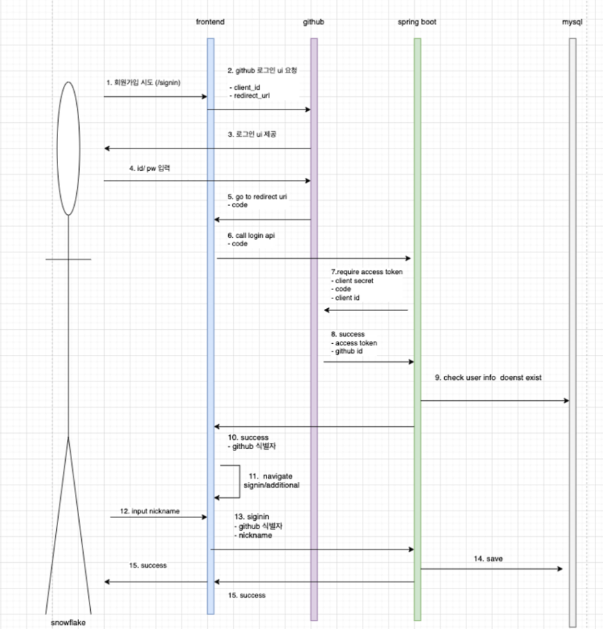 frontend
github
spring boot
mysql
1. 회원가입 시도 (/signin)
2. github 로그인 ui 요청
- client_id
- redirect_url
3. 로그인 ui 제공
4. id/ pw 입력
5. go to redirect uri
- code
6. call login api
- code
7.require access token
- client secret
- code
- client id
8. success
- access token
- github id
9. check user info doenst exist
10. success
- github 식별자
11. navigate
signin/additional
12. input nickname
13. siginin
- github 식별자
- nickname
14. save
15. success
15. success
snowflake